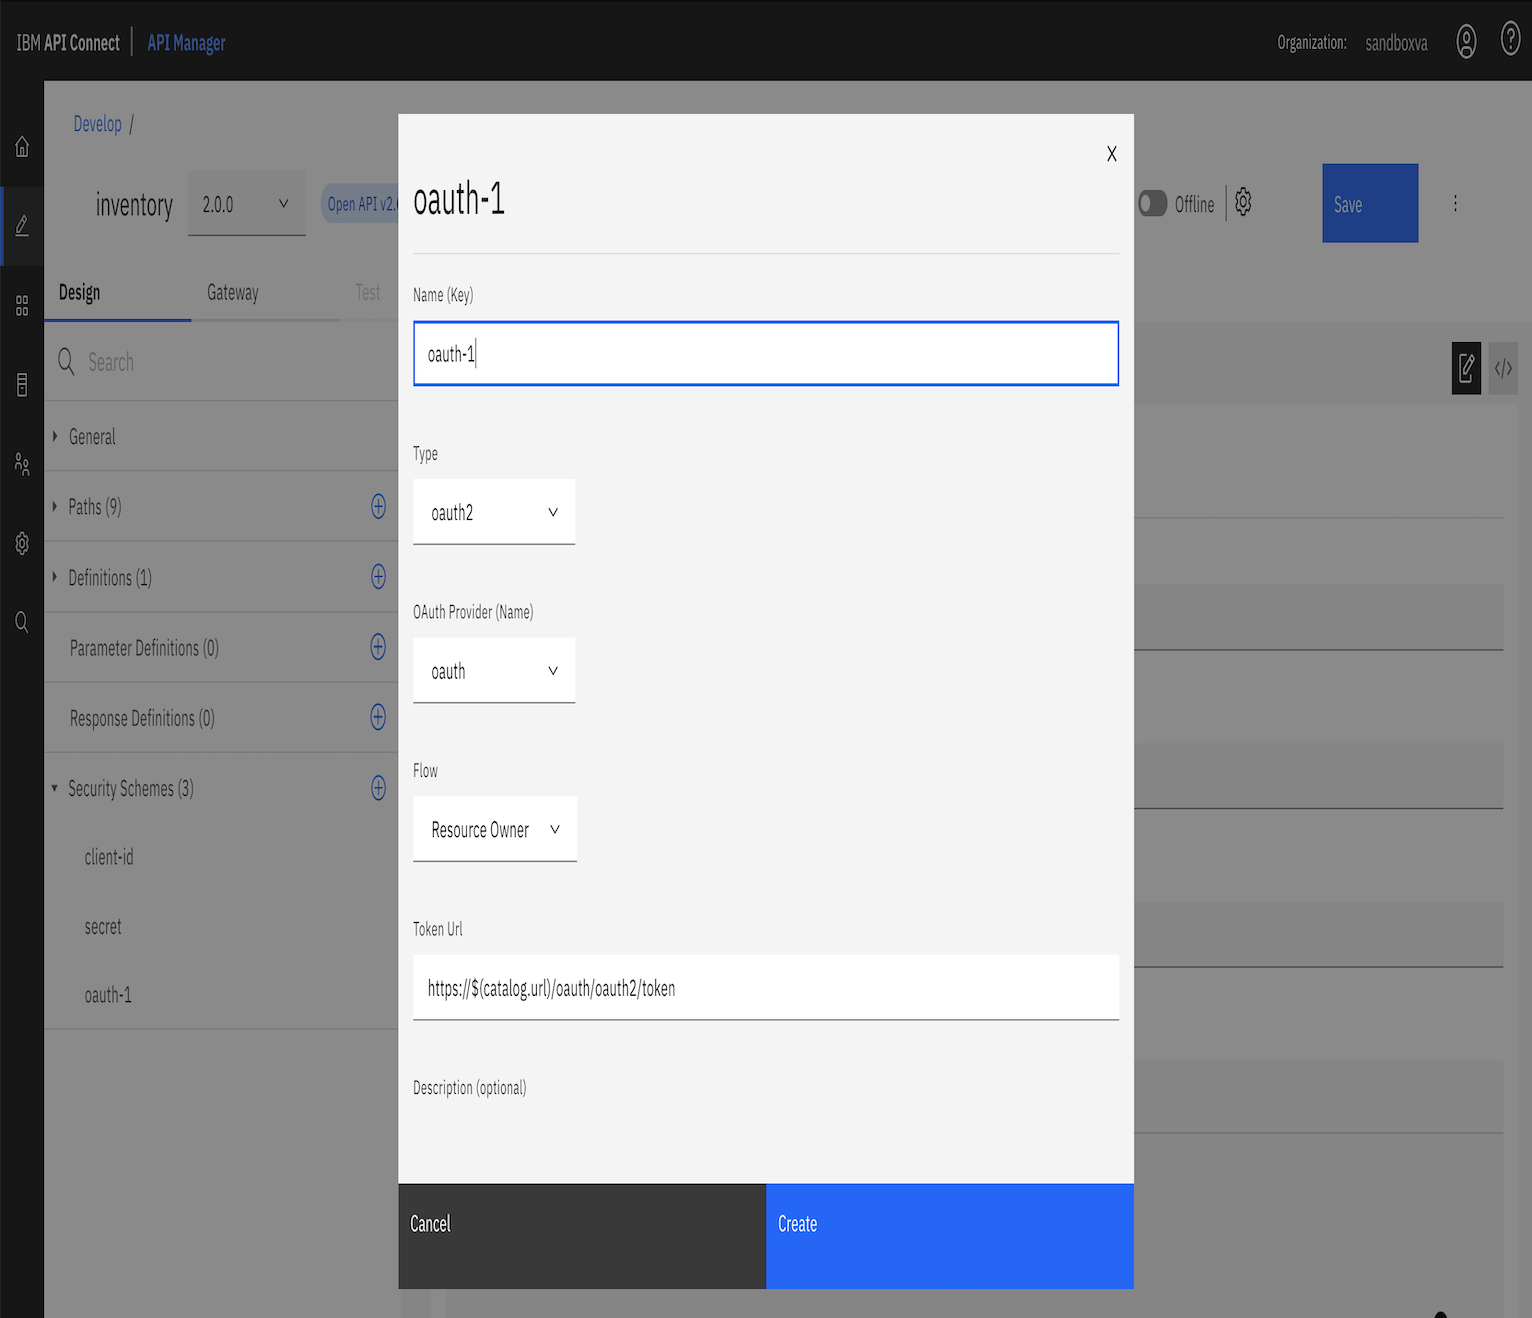 IBM API Connect API Manager
Organization: sandboxva
Develop /
inventory
2.0.0
Open API v2.
Offline
Save
Design
Gateway
Test
Search
General
Paths (9)
Definitions (1)
Parameter Definitions (0)
Response Definitions (0)
Security Schemes (3)
client-id
secret
oauth-1
X
oauth-1
Name (Key)
oauth-1
Type
oauth2
OAuth Provider (Name)
oauth
Flow
Resource Owner
Token Url
https://$(catalog.url)/oauth/oauth2/token
Description (optional)
Cancel
Create